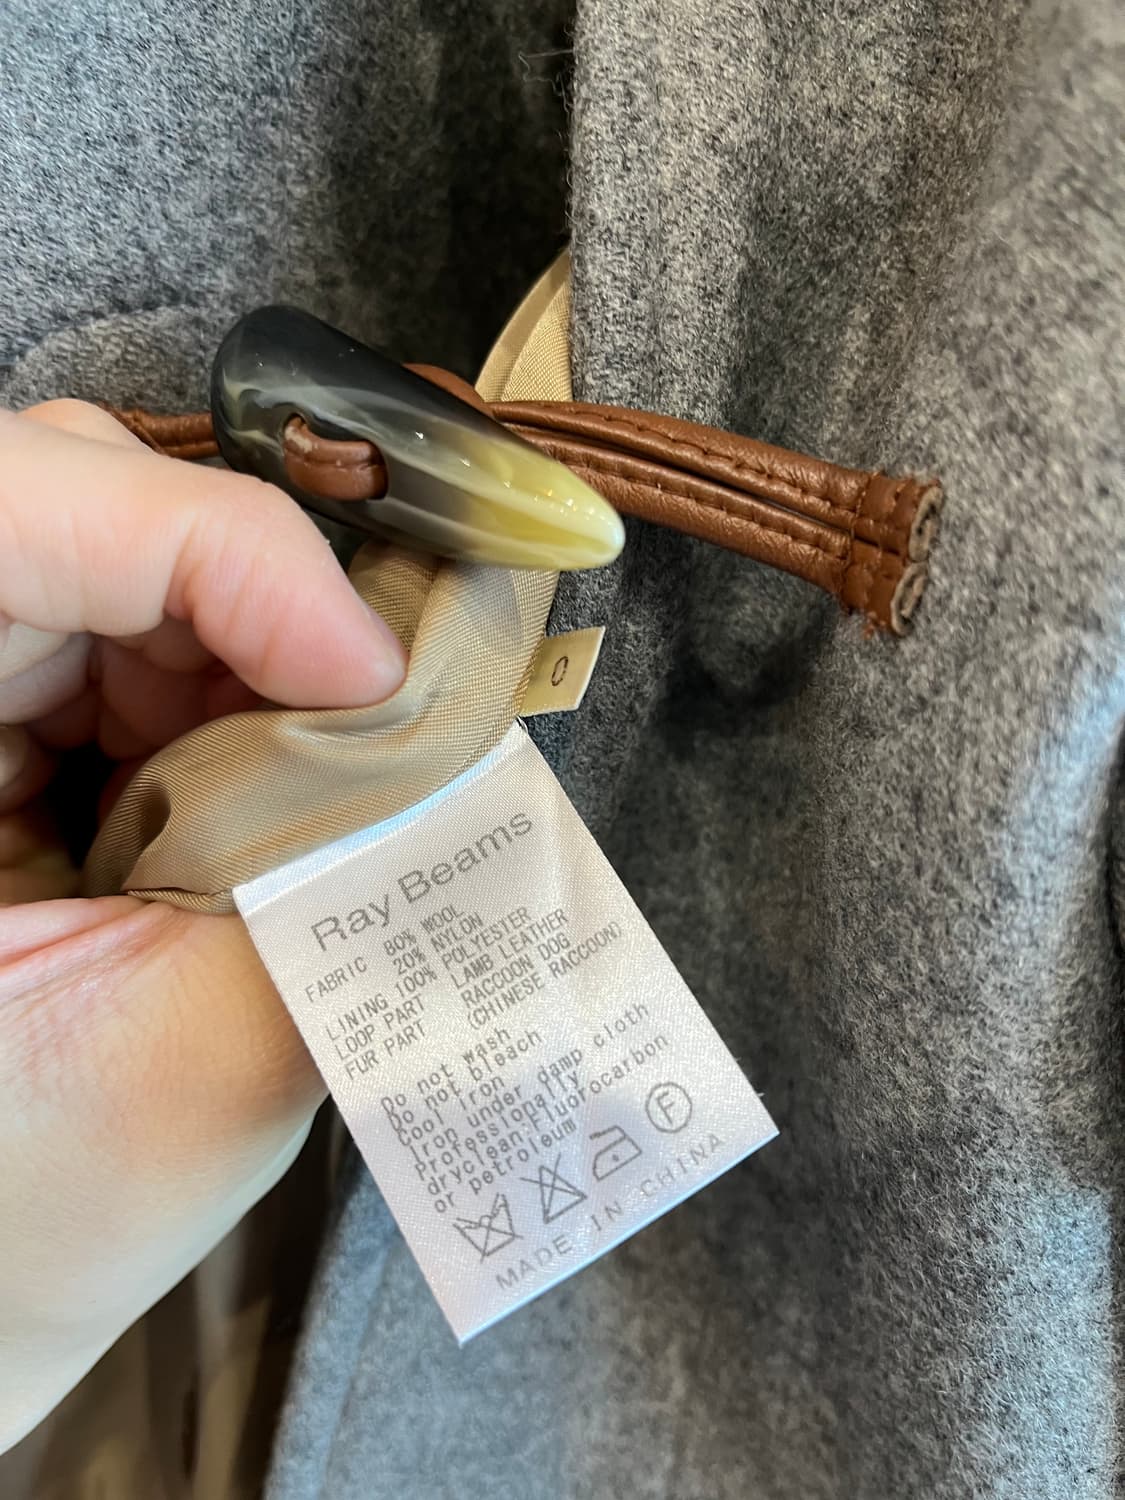 0
Ray Beams
FABRIC 80% WOOL
20% NYLON
LINING 100% POLYESTER
LOOP PART LAMB LEATHER
FUR PART RACCOON DOG
(CHINESE RACCOON)
Do not wash
Do not bleach
Cool iron
Iron under damp cloth
Professionally
dryclean:Fluorocarbon
or petroleum
F
MADE IN CHINA